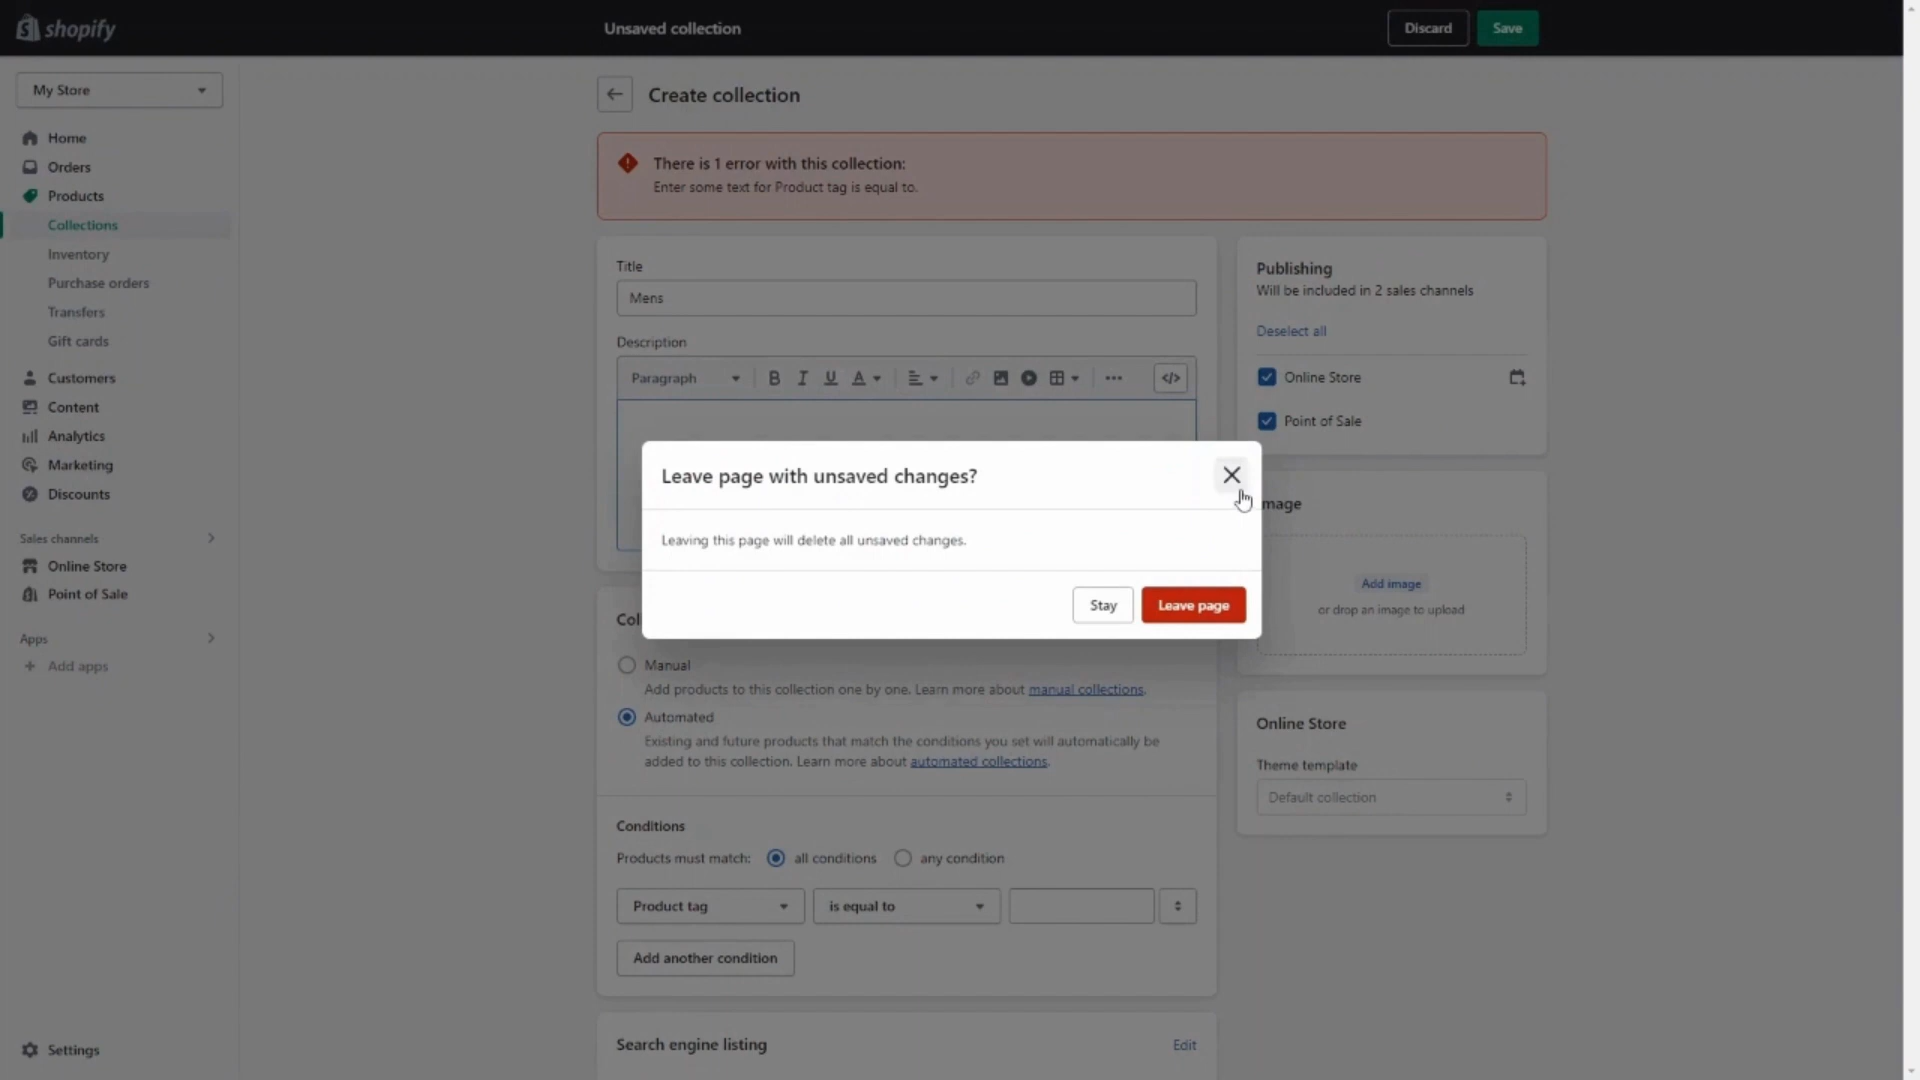 shopify
Unsaved collection
Discard
Save
My Store
Home
Orders
Products
Collections
Inventory
Purchase orders
Transfers
Gift cards
Customers
Content
Analytics
Marketing
Discounts
Sales channels
Online Store
Point of Sale
Apps
Add apps
Settings
Create collection
There is 1 error with this collection:
Enter some text for Product tag is equal to.
Title
Mens
Description
Paragraph
B I U A
Leave page with unsaved changes?
Leaving this page will delete all unsaved changes.
Stay
Leave page
Col
Manual
Add products to this collection one by one. Learn more about manual collections.
Automated
Existing and future products that match the conditions you set will automatically be
added to this collection. Learn more about automated collections.
Conditions
Products must match: all conditions any condition
Product tag
is equal to
Add another condition
Search engine listing
Edit
Publishing
Will be included in 2 sales channels
Deselect all
Online Store
Point of Sale
mage
Add image
or drop an image to upload
Online Store
Theme template
Default collection